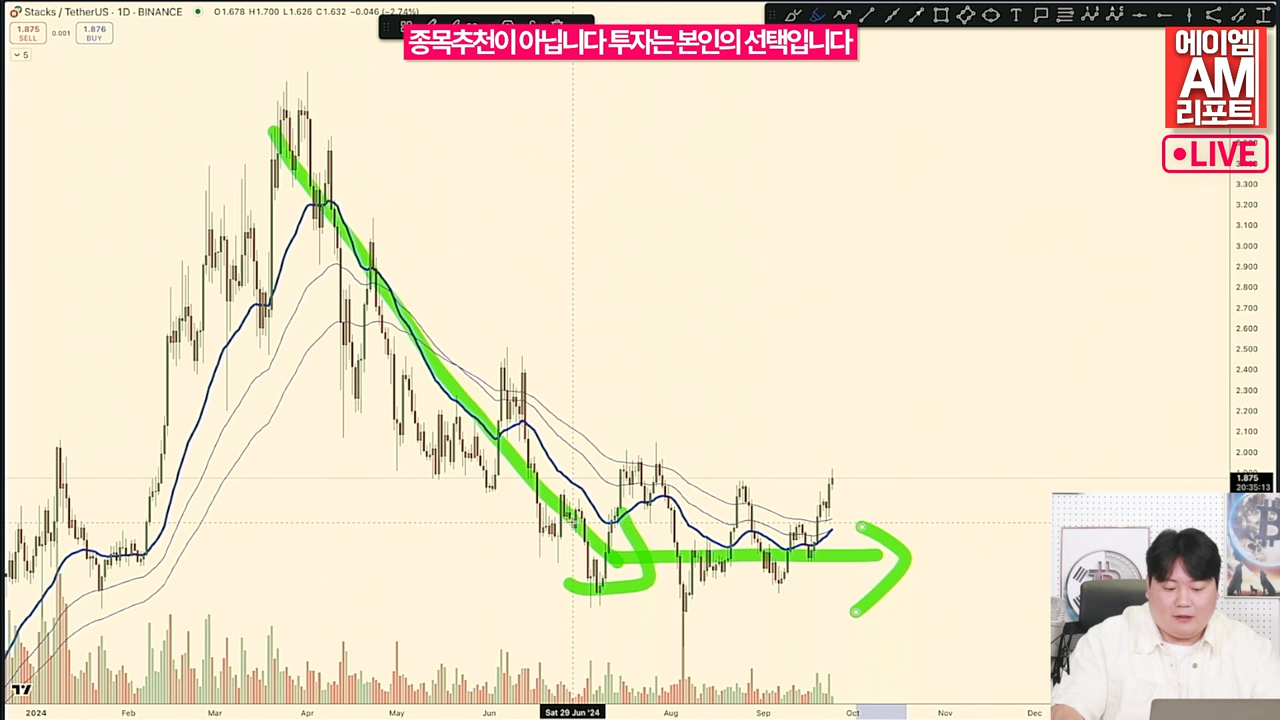 Stacks / TetherUS · 1D · BINANCE
O1.678 H1.700 L1.626 C1.632 −0.046 (−2.74%)
1.875
SELL
0.001
1.876
BUY
5
종목추천이 아닙니다 투자는 본인의 선택입니다
에이엠
AM
리포트
LIVE
3.300
3.200
3.100
3.000
2.900
2.800
2.700
2.600
2.500
2.400
2.300
2.200
2.100
2.000
1.875
20:35:13
2024
Feb
Mar
Apr
May
Jun
Sat 29 Jun '24
Aug
Sep
Oct
Nov
Dec